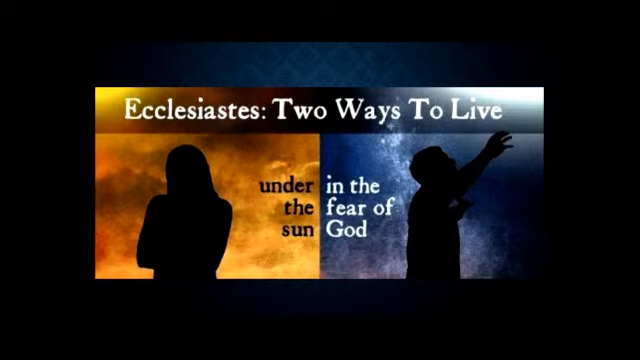 Ecclesiastes: Two Ways To Live
under
the
sun
in the
fear of
God